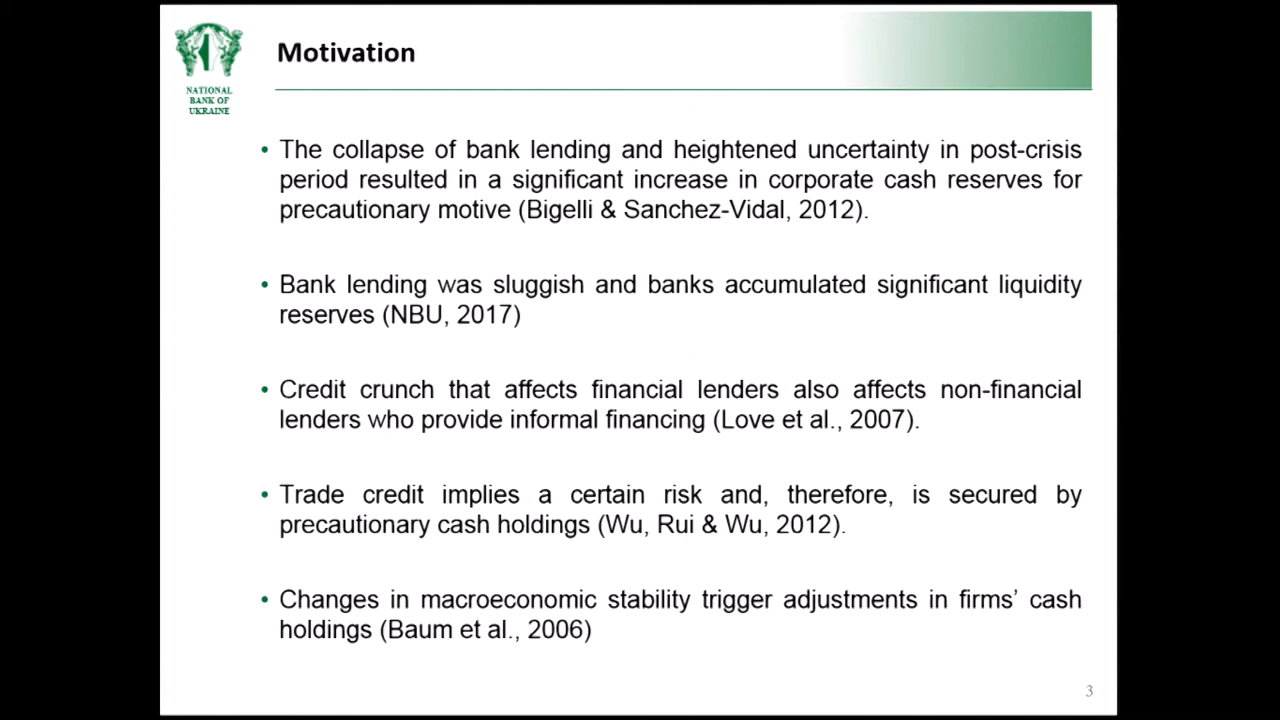 NATIONAL
BANK OF
UKRAINE
Motivation
• The collapse of bank lending and heightened uncertainty in post-crisis
period resulted in a significant increase in corporate cash reserves for
precautionary motive (Bigelli & Sanchez-Vidal, 2012).
• Bank lending was sluggish and banks accumulated significant liquidity
reserves (NBU, 2017)
• Credit crunch that affects financial lenders also affects non-financial
lenders who provide informal financing (Love et al., 2007).
• Trade credit implies a certain risk and, therefore, is secured by
precautionary cash holdings (Wu, Rui & Wu, 2012).
• Changes in macroeconomic stability trigger adjustments in firms’ cash
holdings (Baum et al., 2006)
3